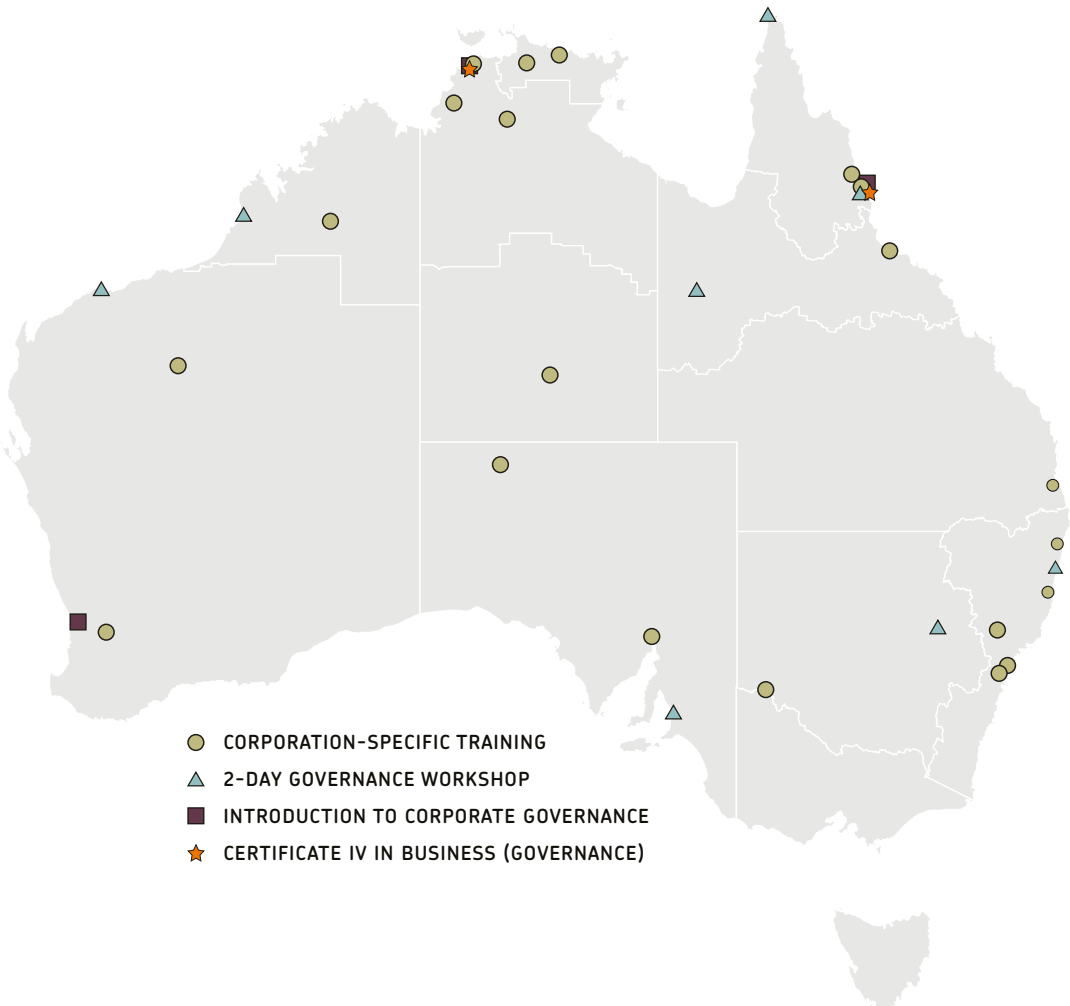 CORPORATION-SPECIFIC TRAINING
2-DAY GOVERNANCE WORKSHOP
INTRODUCTION TO CORPORATE GOVERNANCE
CERTIFICATE IV IN BUSINESS (GOVERNANCE)